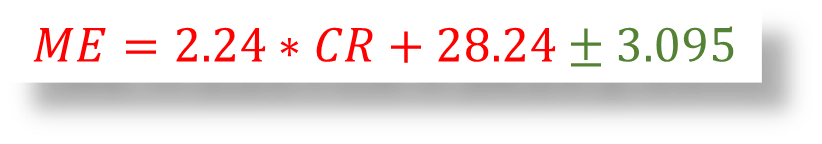 ME = 2.24 * CR + 28.24 ± 3.095